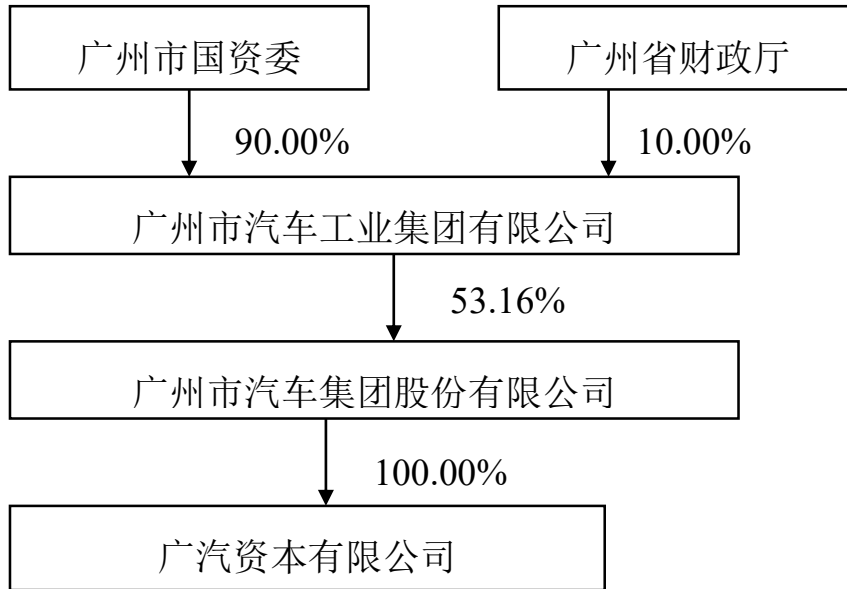 广州市国资委
广州省财政厅
90.00%
10.00%
广州市汽车工业集团有限公司
53.16%
广州市汽车集团股份有限公司
100.00%
广汽资本有限公司